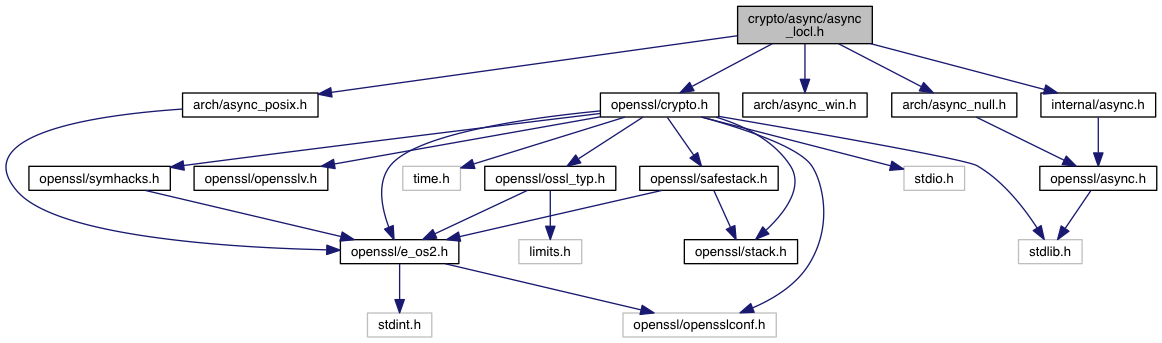 crypto/async/async
_locl.h
arch/async_posix.h
openssl/crypto.h
arch/async_win.h
arch/async_null.h
internal/async.h
openssl/symhacks.h
openssl/opensslv.h
time.h
openssl/ossl_typ.h
openssl/safestack.h
stdio.h
openssl/async.h
openssl/e_os2.h
limits.h
openssl/stack.h
stdlib.h
stdint.h
openssl/opensslconf.h